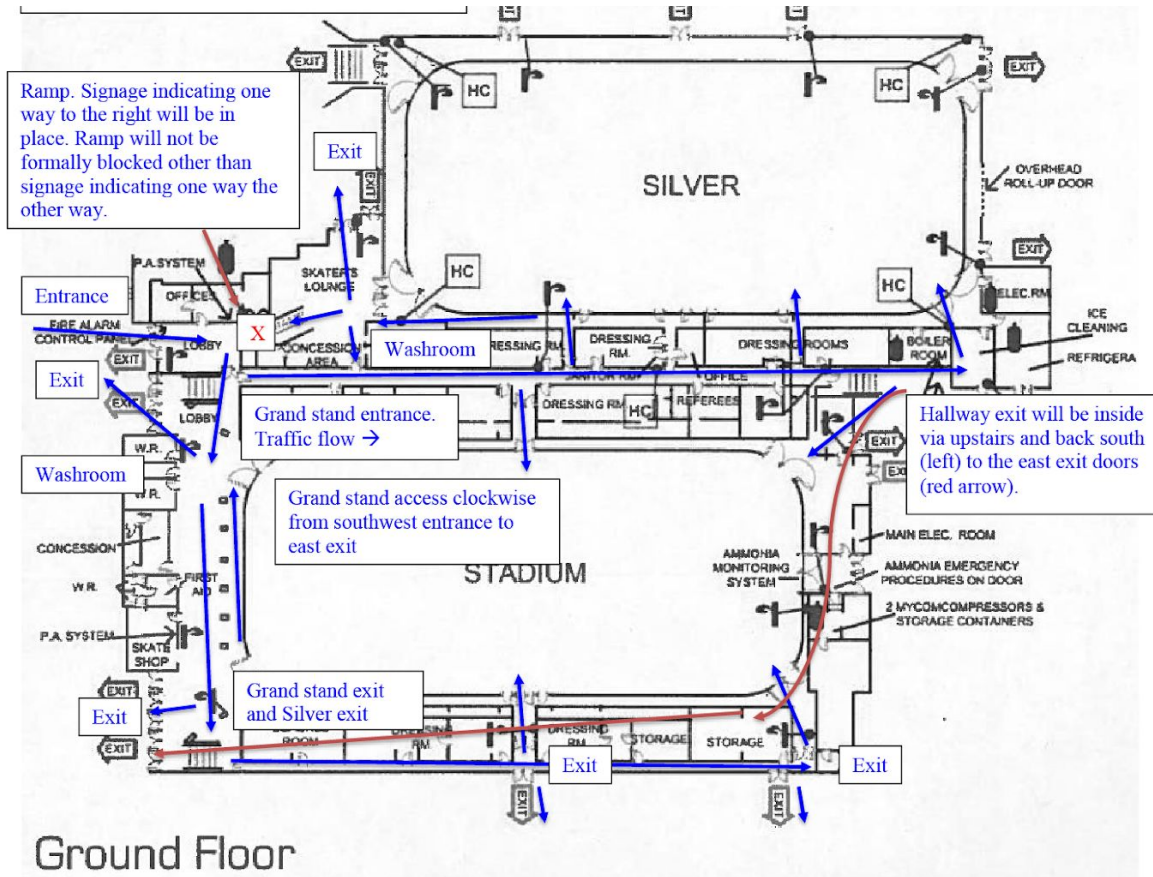 EXIT
EXIT
EXIT
EXIT
HC
HC
EXIT
Ramp. Signage indicating one
way to the right will be in
place. Ramp will not be
formally blocked other than
signage indicating one way the
other way.
Exit
EXIT
SILVER
OVERHEAD
ROLL-UP DOOR
P.A. SYSTEM
SKATER'S
LOUNGE
HC
HC
EXIT
Entrance
OFFICES
ELEC. RM.
FIRE ALARM
CONTROL PANEL
LOBBY
X
CONCESSION
AREA
Washroom
DRESSING RM.
DRESSING
RM.
DRESSING ROOMS
BOILER
ROOM
ICE
CLEANING
REFRIGERA
EXIT
Exit
EXIT
LOBBY
JANITOR RM.
OFFICE
DRESSING RM.
HC
REFEREES
Grand stand entrance.
Traffic flow →
EXIT
EXIT
Hallway exit will be inside
via upstairs and back south
(left) to the east exit doors
(red arrow).
W.R.
Washroom
W.R.
Grand stand access clockwise
from southwest entrance to
east exit
CONCESSION
MAIN ELEC. ROOM
STADIUM
AMMONIA
MONITORING
SYSTEM
AMMONIA EMERGENCY
PROCEDURES ON DOOR
W.R.
FIRST
AID
2 MYCOMCOMPRESSORS &
STORAGE CONTAINERS
P.A. SYSTEM
SKATE
SHOP
Grand stand exit
and Silver exit
EXIT
Exit
EXIT
ROOM
DRESSING
RM.
DRESSING
RM.
STORAGE
STORAGE
Exit
Exit
EXIT
EXIT
Ground Floor